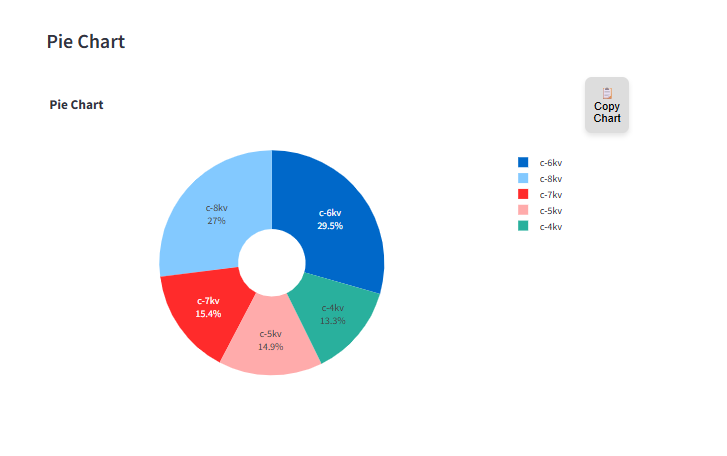 Pie Chart
Pie Chart
Copy
Chart
c-6kv
c-8kv
c-7kv
c-5kv
c-4kv
c-8kv
27%
c-6kv
29.5%
c-7kv
15.4%
c-4kv
13.3%
c-5kv
14.9%